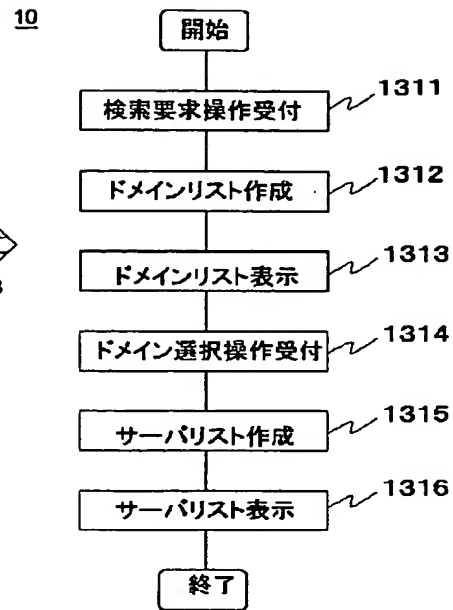 10
開始
検索要求操作受付
1311
ドメインリスト作成
1312
ドメインリスト表示
1313
ドメイン選択操作受付
1314
サーバリスト作成
1315
サーバリスト表示
1316
終了